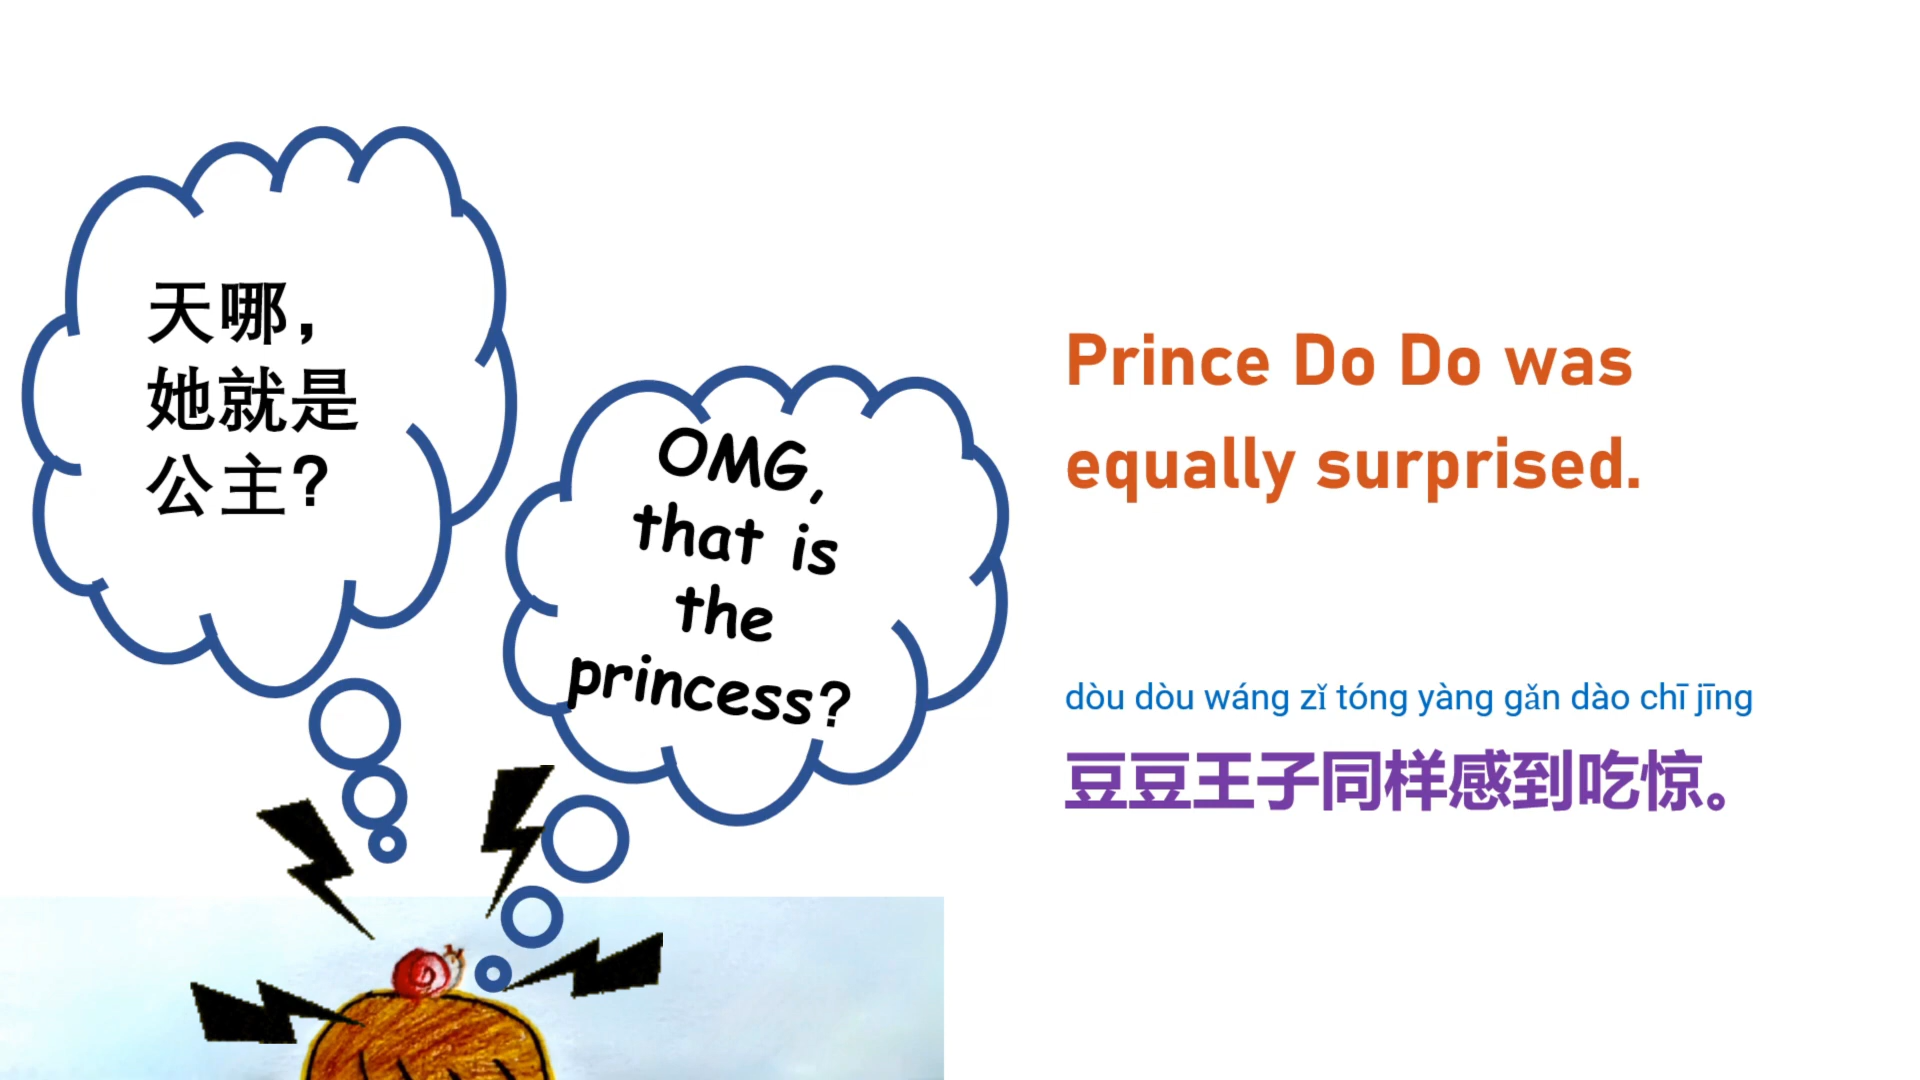 天哪，
她就是
公主？
OMG,
that is
the
princess?
Prince Do Do was
equally surprised.
dòu dòu wáng zǐ tóng yàng gǎn dào chī jīng
豆豆王子同样感到吃惊。